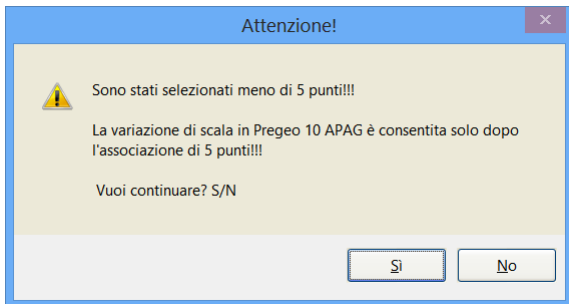 Attenzione!
Sono stati selezionati meno di 5 punti!!!
La variazione di scala in Pregeo 10 APAG è consentita solo dopo
l'associazione di 5 punti!!!
Vuoi continuare? S/N
Sì
No